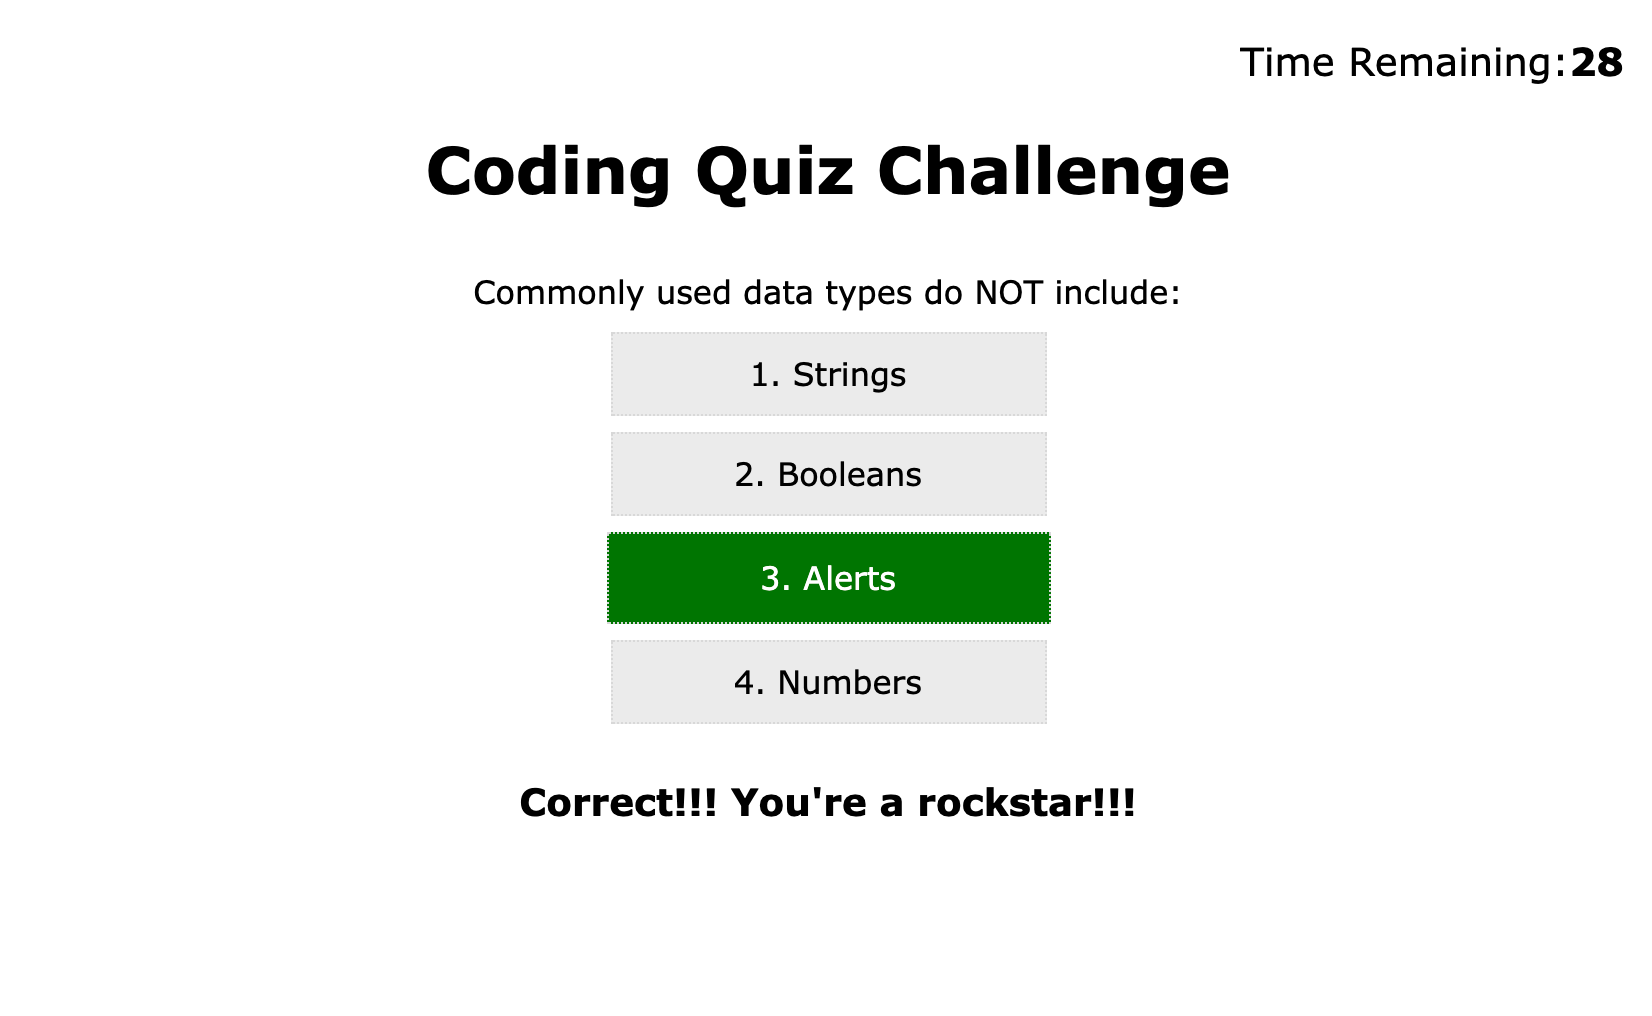 Time Remaining:28
Coding Quiz Challenge
Commonly used data types do NOT include:
1. Strings
2. Booleans
3. Alerts
4. Numbers
Correct!!! You're a rockstar!!!